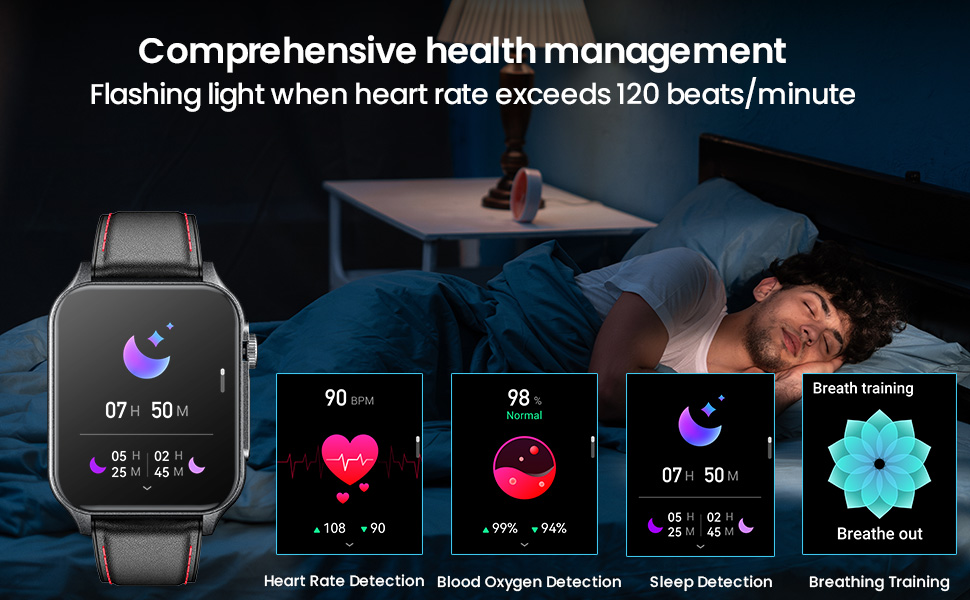 Comprehensive health management
Flashing light when heart rate exceeds 120 beats/minute
07 H 50 M
05 H 02 H
25 M 45 M
90 BPM
108 90
Heart Rate Detection
98 %
Normal
99% 94%
Blood Oxygen Detection
07 H 50 M
05 H 02 H
25 M 45 M
Sleep Detection
Breath training
Breathe out
Breathing Training